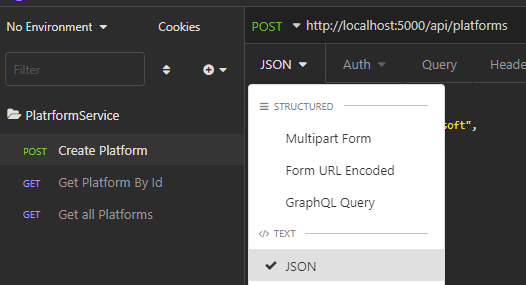 No Environment
Cookies
POST http://localhost:5000/api/platforms
Filter
JSON Auth Query Heade
STRUCTURED
PlatrformService
soft",
Multipart Form
POST Create Platform
Form URL Encoded
GET Get Platform By Id
GraphQL Query
GET Get all Platforms
TEXT
JSON